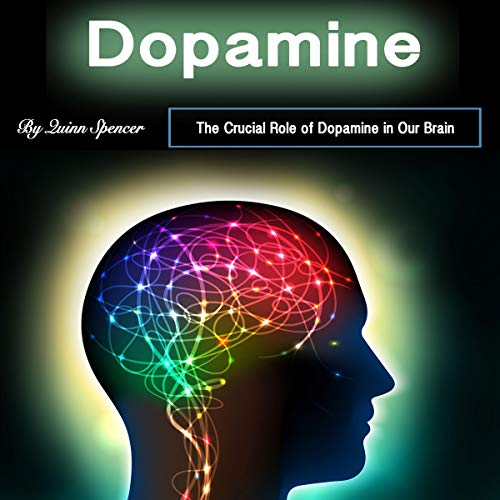 Dopamine
By Quinn Spencer
The Crucial Role of Dopamine in Our Brain